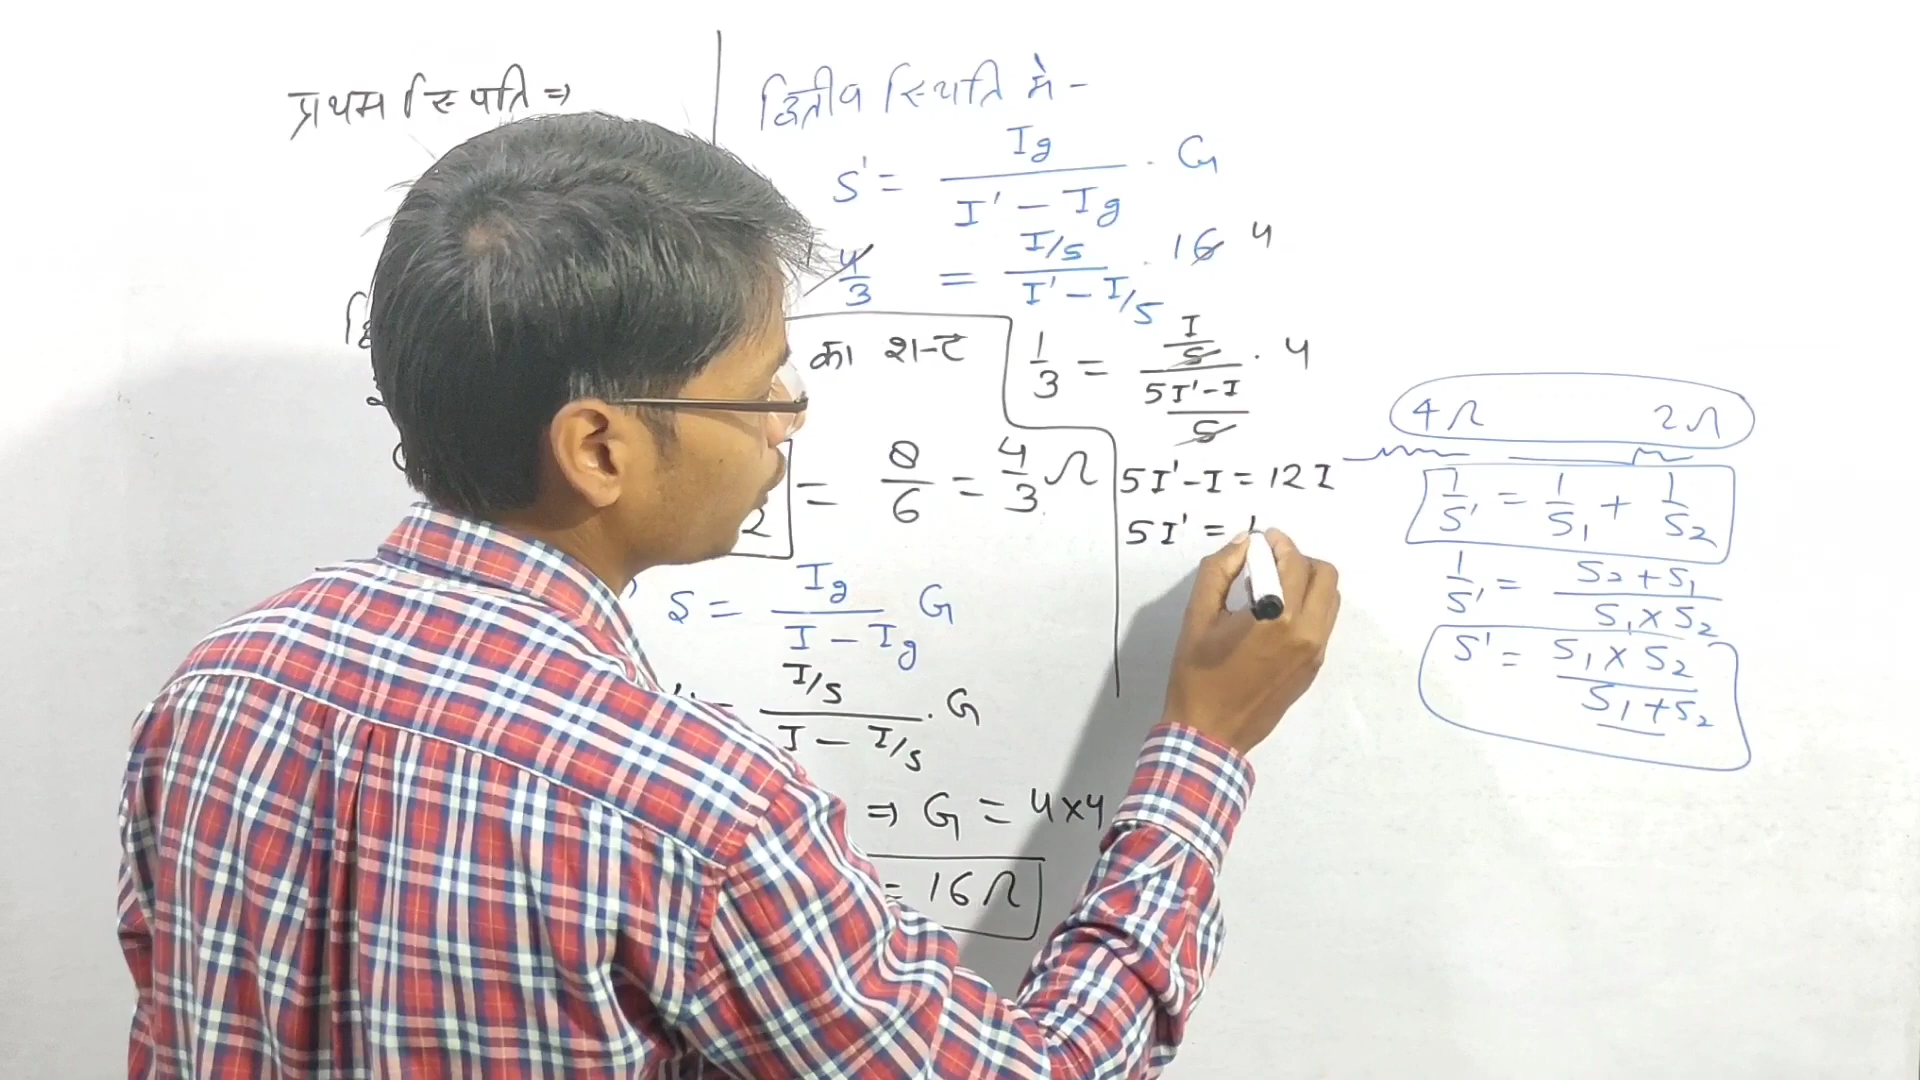 प्रथम स्थिति ⇒
द्वितीय स्थिति मे -
S' = Ig / (I' - Ig) . G
4/3 = (I/5) / (I' - I/5) . 16 4
का शन्ट
= 8/6 = 4/3 Ω
S = Ig / (I - Ig) G
(I/5) / (I - I/5) . G
⇒ G = 4×4
= 16Ω
1/3 = (I/5) / ((5I' - I)/5) . 4
5I' - I = 12I
5I' = 1
4Ω 2Ω
1/S' = 1/S₁ + 1/S₂
1/S' = (S₂ + S₁) / (S₁ × S₂)
S' = (S₁ × S₂) / (S₁ + S₂)